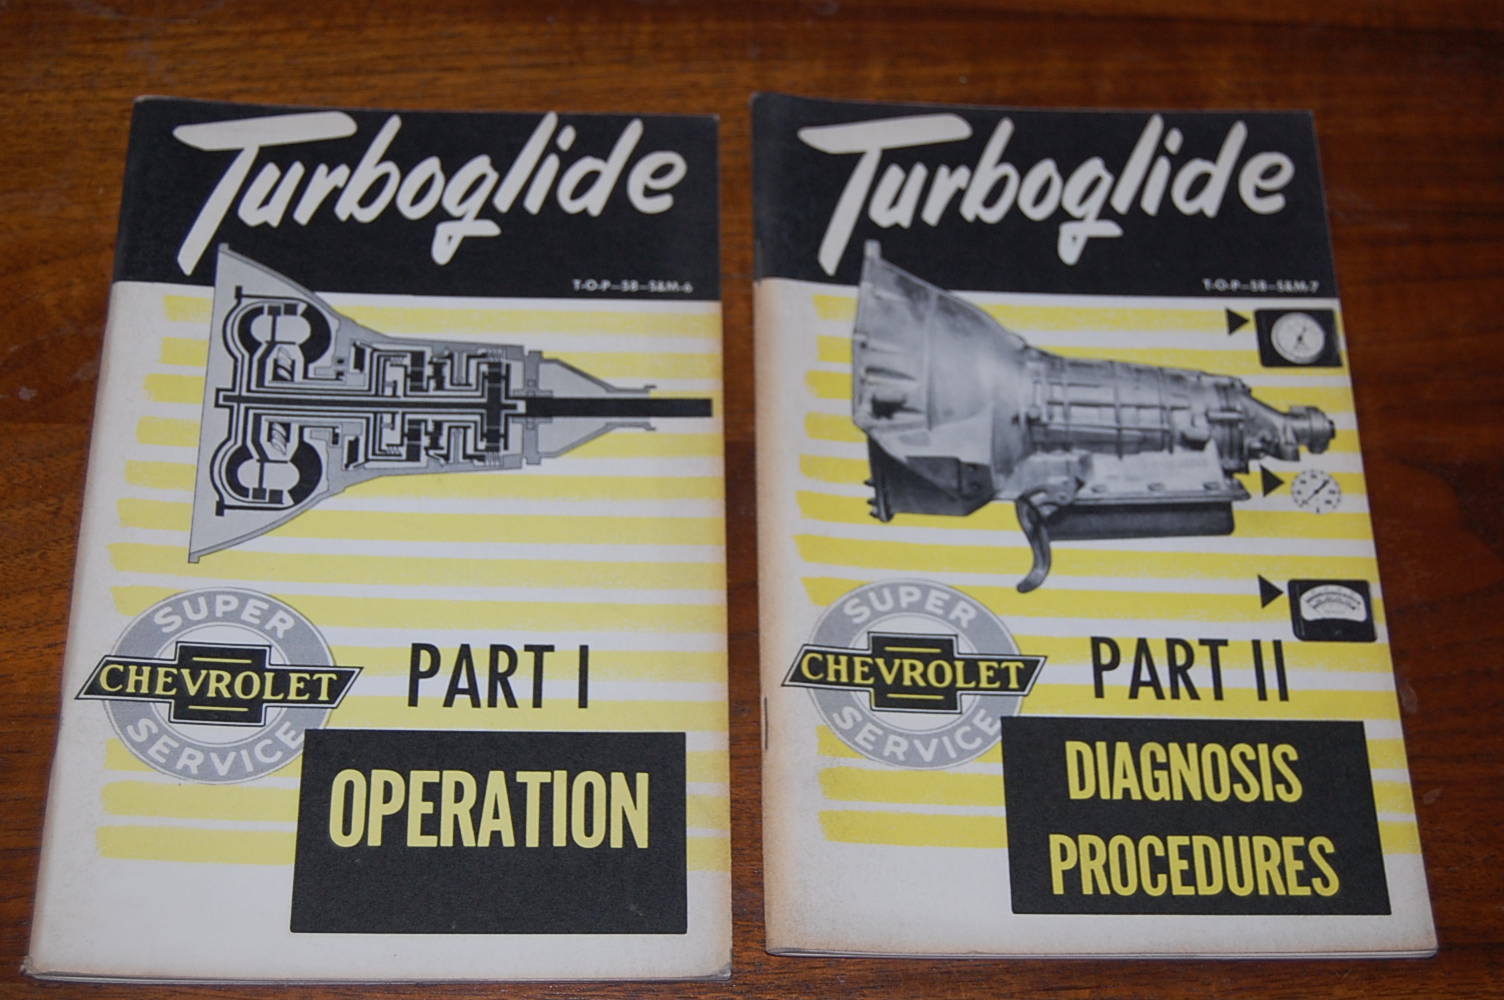 Turboglide
T-O-P-58-S&M-6
SUPER
CHEVROLET
SERVICE
PART I
OPERATION
Turboglide
T-O-P-58-S&M-7
SUPER
CHEVROLET
SERVICE
PART II
DIAGNOSIS
PROCEDURES